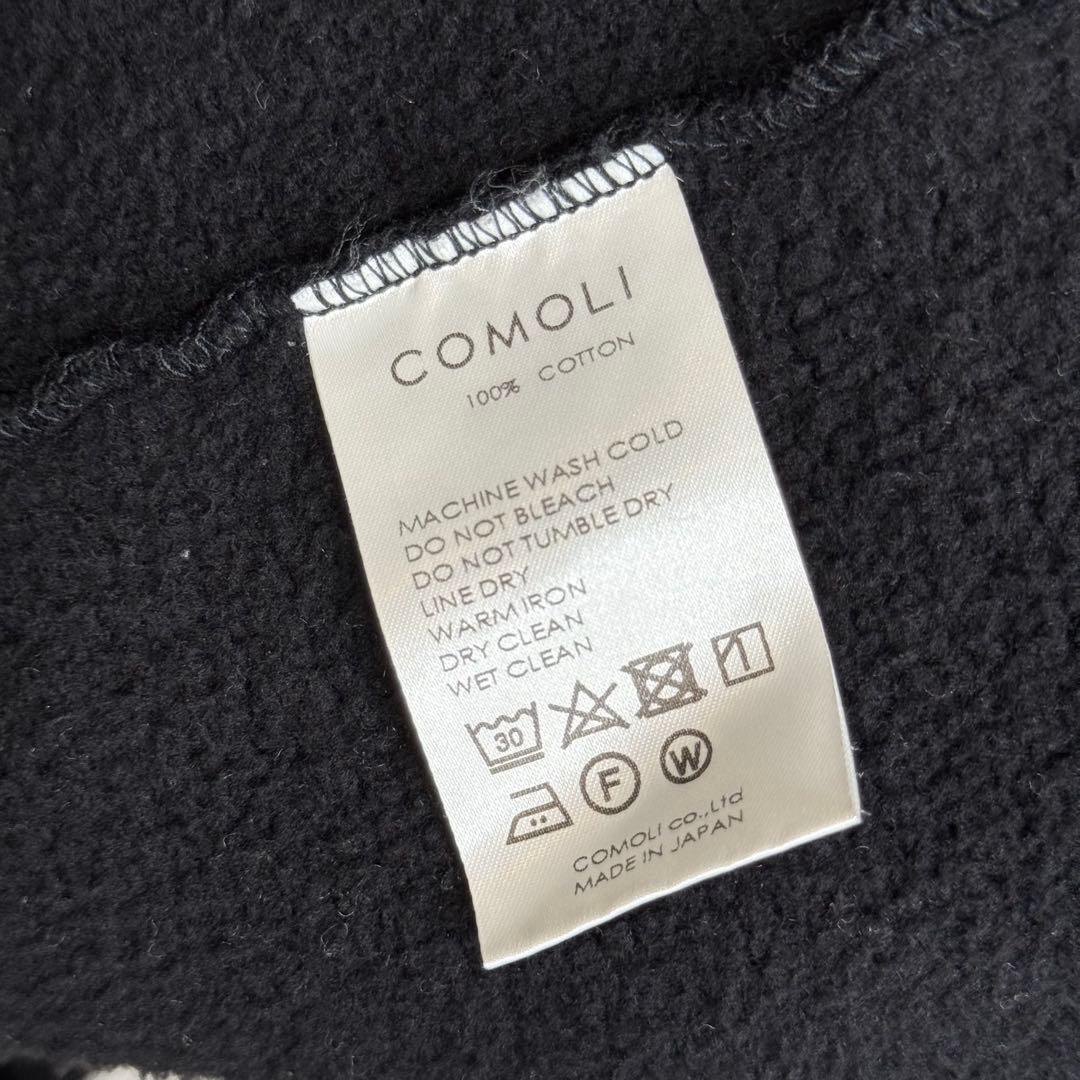 COMOLI
100% COTTON
MACHINE WASH COLD
DO NOT BLEACH
DO NOT TUMBLE DRY
LINE DRY
WARM IRON
DRY CLEAN
WET CLEAN
30
F W
COMOLI co.,Ltd
MADE IN JAPAN